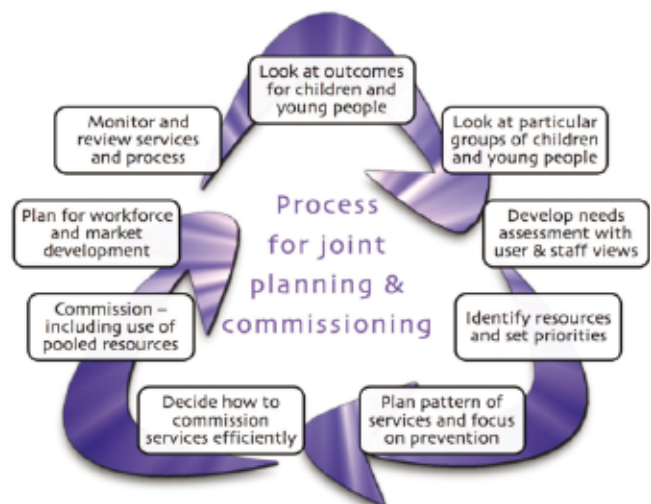 Look at outcomes
for children and
young people
Look at particular
groups of children
and young people
Develop needs
assessment with
user & staff views
Identify resources
and set priorities
Plan pattern of
services and focus
on prevention
Decide how to
commission
services efficiently
Commission –
including use of
pooled resources
Plan for workforce
and market
development
Monitor and
review services
and process
Process
for joint
planning &
commissioning